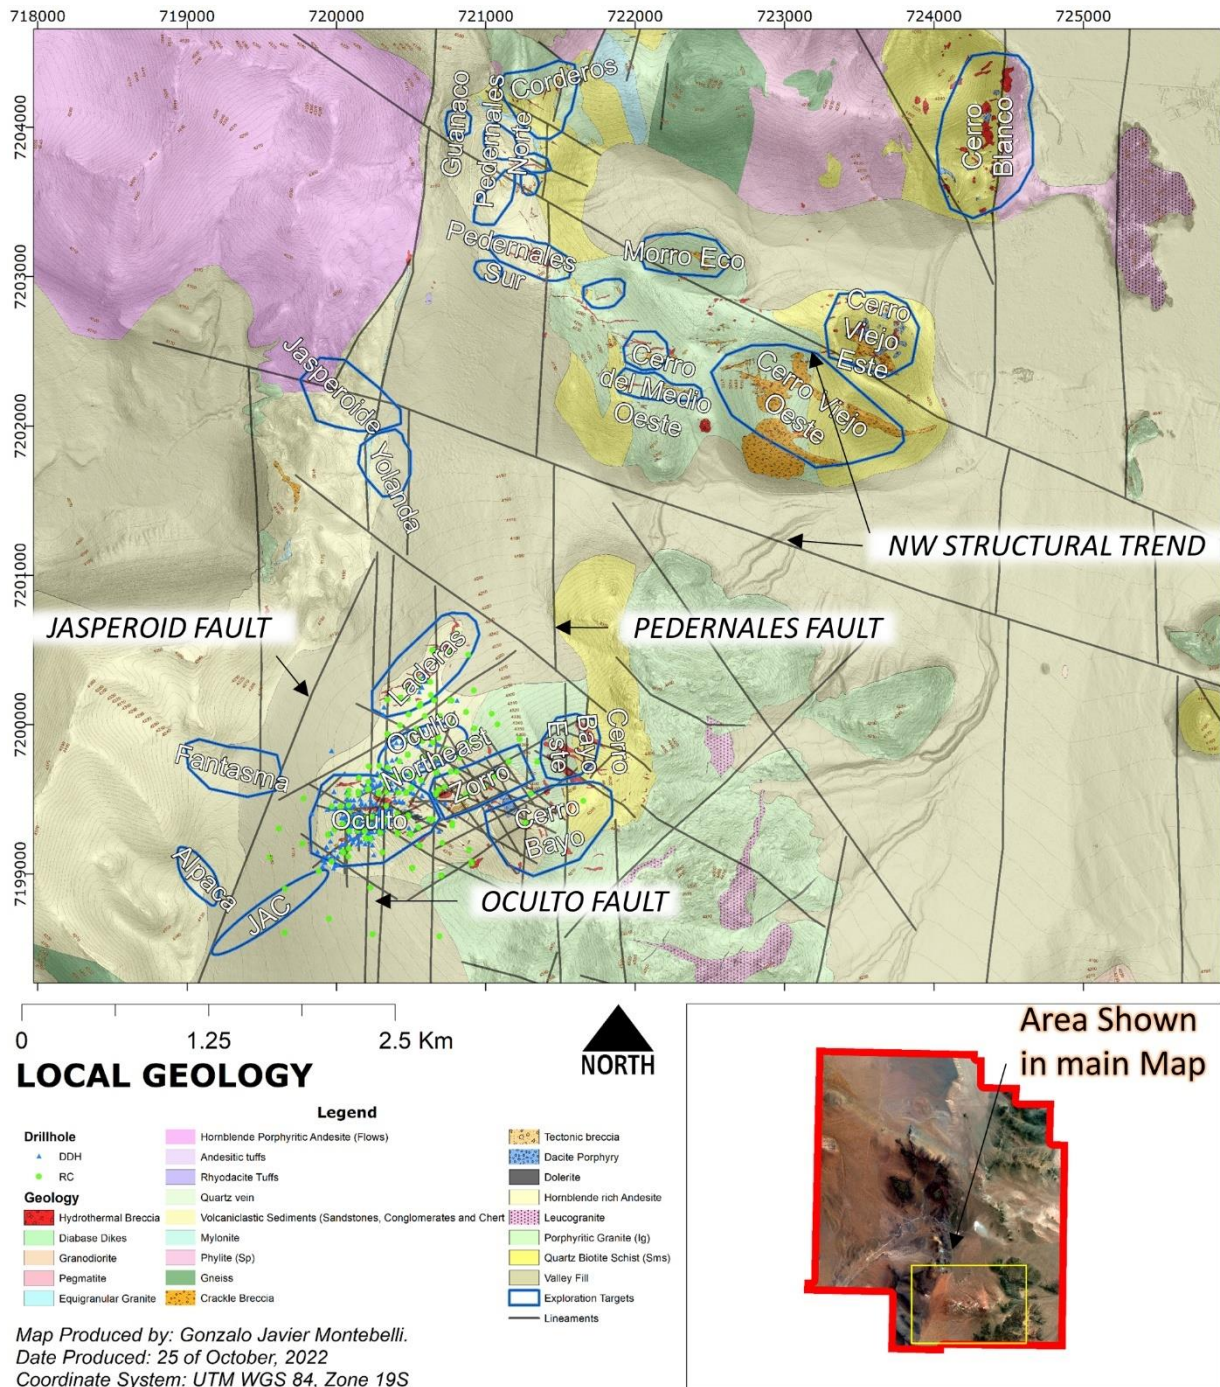 718000 719000 720000 721000 722000 723000 724000 725000
7204000
7203000
7202000
7201000
7200000
7199000
Guanaco
Pedernales
Norte
Corderos
Cerro
Blanco
Pedernales
Sur
Morro Eco
Cerro
Viejo
Este
Cerro
del Medio
Oeste
Cerro Viejo
Oeste
Jasperoide
Yolanda
NW STRUCTURAL TREND
JASPEROID FAULT
PEDERNALES FAULT
Laderas
Oculto
Northeast
Cerro
Bayo
Este
Fantasma
Zorro
Oculto
Cerro
Bayo
Alpaca
JAC
OCULTO FAULT
0 1.25 2.5 Km
NORTH
LOCAL GEOLOGY
Legend
Drillhole
DDH
RC
Geology
Hydrothermal Breccia
Diabase Dikes
Granodiorite
Pegmatite
Equigranular Granite
Hornblende Porphyritic Andesite (Flows)
Andesitic tuffs
Rhyodacite Tuffs
Quartz vein
Volcaniclastic Sediments (Sandstones, Conglomerates and Chert
Mylonite
Phylite (Sp)
Gneiss
Crackle Breccia
Tectonic breccia
Dacite Porphyry
Dolerite
Hornblende rich Andesite
Leucogranite
Porphyritic Granite (Ig)
Quartz Biotite Schist (Sms)
Valley Fill
Exploration Targets
Lineaments
Map Produced by: Gonzalo Javier Montebelli.
Date Produced: 25 of October, 2022
Coordinate System: UTM WGS 84, Zone 19S
Area Shown
in main Map